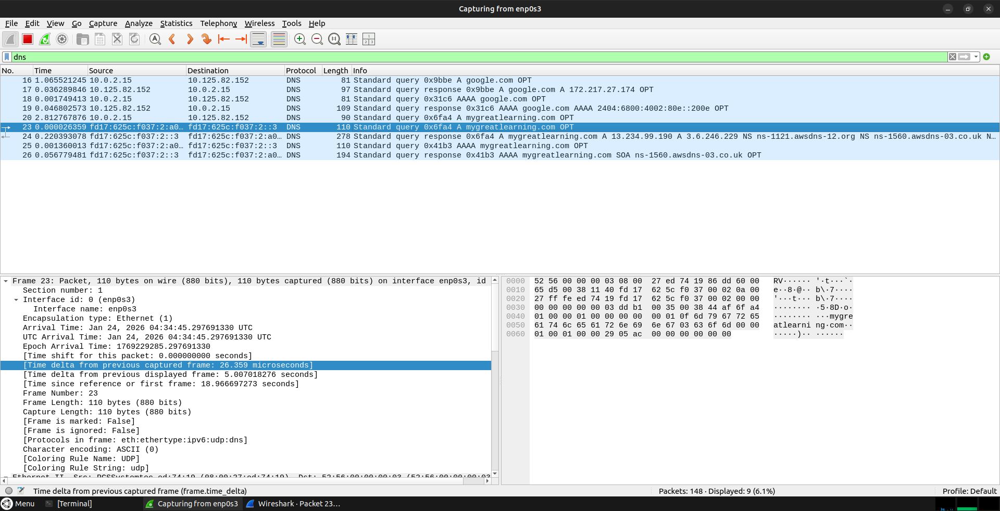 Capturing from enp0s3
File Edit View Go Capture Analyze Statistics Telephony Wireless Tools Help
dns
No. Time Source Destination Protocol Length Info
16 1.065521245 10.0.2.15 10.125.82.152 DNS 81 Standard query 0x9bbe A google.com OPT
17 0.036289846 10.125.82.152 10.0.2.15 DNS 97 Standard query response 0x9bbe A google.com A 172.217.27.174 OPT
18 0.001749413 10.0.2.15 10.125.82.152 DNS 81 Standard query 0x31c6 AAAA google.com OPT
19 0.046802573 10.125.82.152 10.0.2.15 DNS 109 Standard query response 0x31c6 AAAA google.com AAAA 2404:6800:4002:80e::200e OPT
20 2.812767876 10.0.2.15 10.125.82.152 DNS 90 Standard query 0x6fa4 A mygreatlearning.com OPT
23 0.000026359 fd17:625c:f037:2:a0… fd17:625c:f037:2::3 DNS 110 Standard query 0x6fa4 A mygreatlearning.com OPT
24 0.220393078 fd17:625c:f037:2::3 fd17:625c:f037:2:a0… DNS 278 Standard query response 0x6fa4 A mygreatlearning.com A 13.234.99.190 A 3.6.246.229 NS ns-1121.awsdns-12.org NS ns-1560.awsdns-03.co.uk N…
25 0.001360013 fd17:625c:f037:2:a0… fd17:625c:f037:2::3 DNS 110 Standard query 0x41b3 AAAA mygreatlearning.com OPT
26 0.056779481 fd17:625c:f037:2::3 fd17:625c:f037:2:a0… DNS 194 Standard query response 0x41b3 AAAA mygreatlearning.com SOA ns-1560.awsdns-03.co.uk OPT
Frame 23: Packet, 110 bytes on wire (880 bits), 110 bytes captured (880 bits) on interface enp0s3, id
Section number: 1
Interface id: 0 (enp0s3)
Interface name: enp0s3
Encapsulation type: Ethernet (1)
Arrival Time: Jan 24, 2026 04:34:45.297691330 UTC
UTC Arrival Time: Jan 24, 2026 04:34:45.297691330 UTC
Epoch Arrival Time: 1769229285.297691330
[Time shift for this packet: 0.000000000 seconds]
[Time delta from previous captured frame: 26.359 microseconds]
[Time delta from previous displayed frame: 5.007018276 seconds]
[Time since reference or first frame: 18.966697273 seconds]
Frame Number: 23
Frame Length: 110 bytes (880 bits)
Capture Length: 110 bytes (880 bits)
[Frame is marked: False]
[Frame is ignored: False]
[Protocols in frame: eth:ethertype:ipv6:udp:dns]
Character encoding: ASCII (0)
[Coloring Rule Name: UDP]
[Coloring Rule String: udp]
Ethernet II, Src: PCSSystemtec_ed:74:19 (08:00:27:ed:74:19), Dst: 52:56:00:00:00:03 (52:56:00:00:00:03
0000 52 56 00 00 00 03 08 00 27 ed 74 19 86 dd 60 00 RV······ '·t···`·
0010 65 d5 00 38 11 40 fd 17 62 5c f0 37 00 02 0a 00 e··8·@·· b\·7····
0020 27 ff fe ed 74 19 fd 17 62 5c f0 37 00 02 00 00 '···t··· b\·7····
0030 00 00 00 00 00 03 dd b1 00 35 00 38 44 af 6f a4 ········ ·5·8D·o·
0040 01 00 00 01 00 00 00 00 00 01 0f 6d 79 67 72 65 ········ ···mygre
0050 61 74 6c 65 61 72 6e 69 6e 67 03 63 6f 6d 00 00 atlearni ng·com··
0060 01 00 01 00 00 29 05 ac 00 00 00 00 00 00 ·····)·· ······
Time delta from previous captured frame (frame.time_delta)
Packets: 148 · Displayed: 9 (6.1%)
Profile: Default
Menu [Terminal] Capturing from enp0s3 Wireshark · Packet 23…